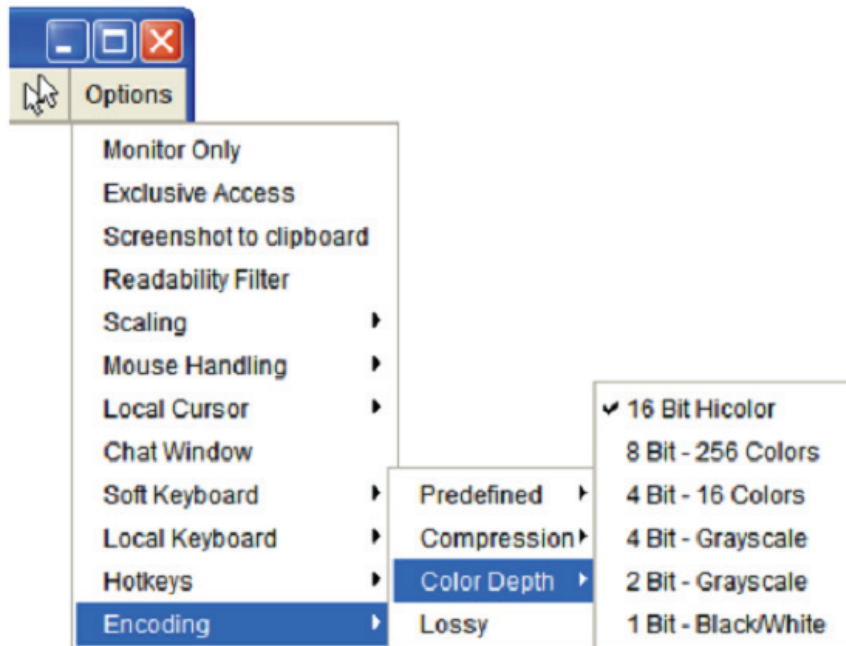 Options
Monitor Only
Exclusive Access
Screenshot to clipboard
Readability Filter
Scaling
Mouse Handling
Local Cursor
Chat Window
Soft Keyboard
Local Keyboard
Hotkeys
Encoding
Predefined
Compression
Color Depth
Lossy
16 Bit Hicolor
8 Bit - 256 Colors
4 Bit - 16 Colors
4 Bit - Grayscale
2 Bit - Grayscale
1 Bit - Black/White